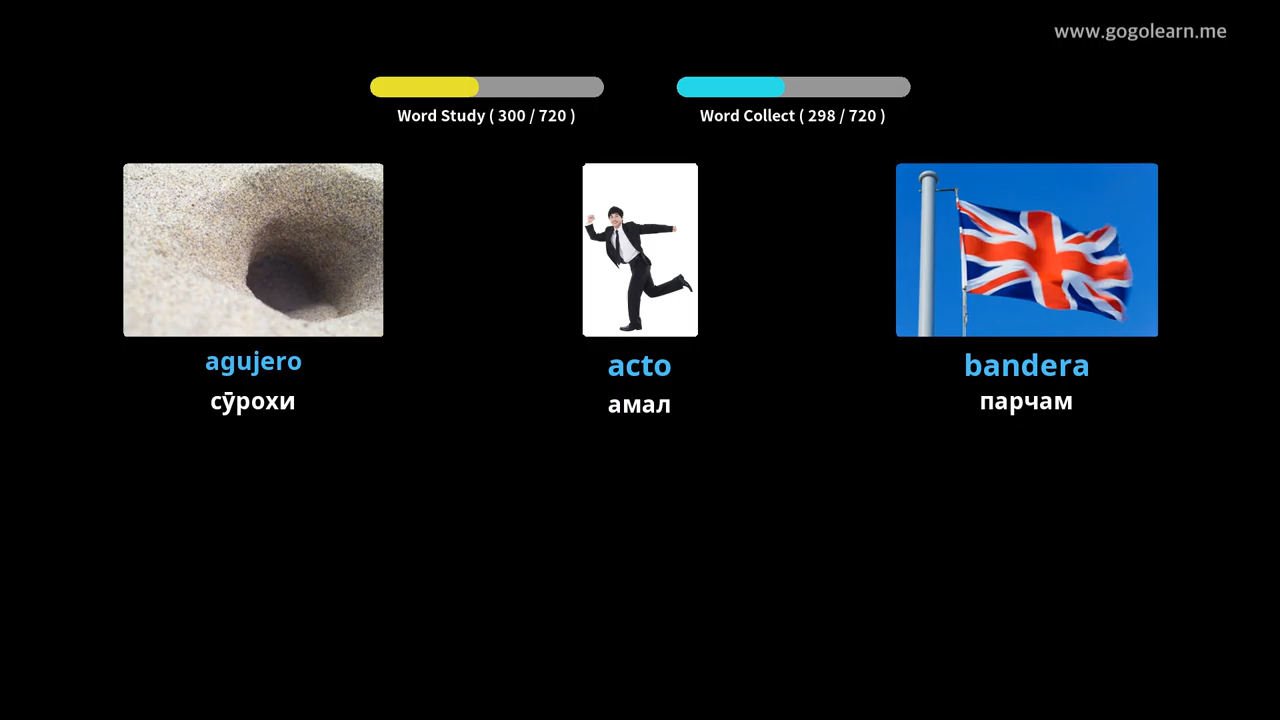 www.gogolearn.me
Word Study ( 300 / 720 )
Word Collect ( 298 / 720 )
agujero
сӯрохи
acto
амал
bandera
парчам